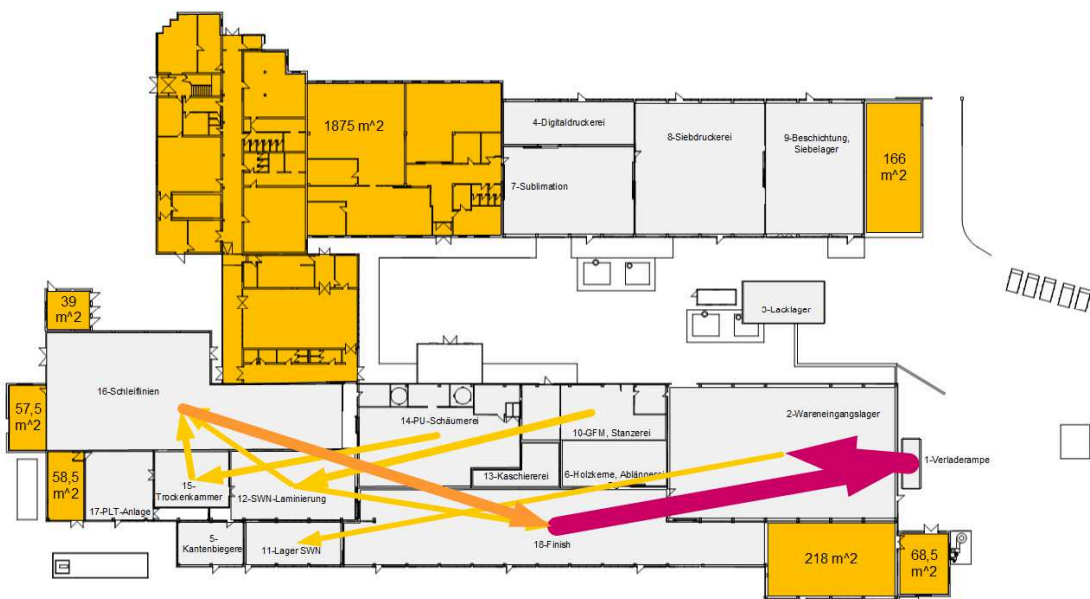 1875 m^2
4-Digitaldruckerei
8-Siebdruckerei
9-Beschichtung,
Siebelager
166
m^2
7-Sublimation
39
m^2
3-Lacklager
16-Schleiflinien
57,5
m^2
14-PU-Schäumerei
10-GFM, Stanzerei
2-Wareneingangslager
1-Verladerampe
13-Kaschiererei
6-Holzkerne, Ablängerei
58,5
m^2
15-
Trockenkammer
12-SWN-Laminierung
17-PLT-Anlage
5-
Kantenbiegere
11-Lager SWN
18-Finish
218 m^2
68,5
m^2